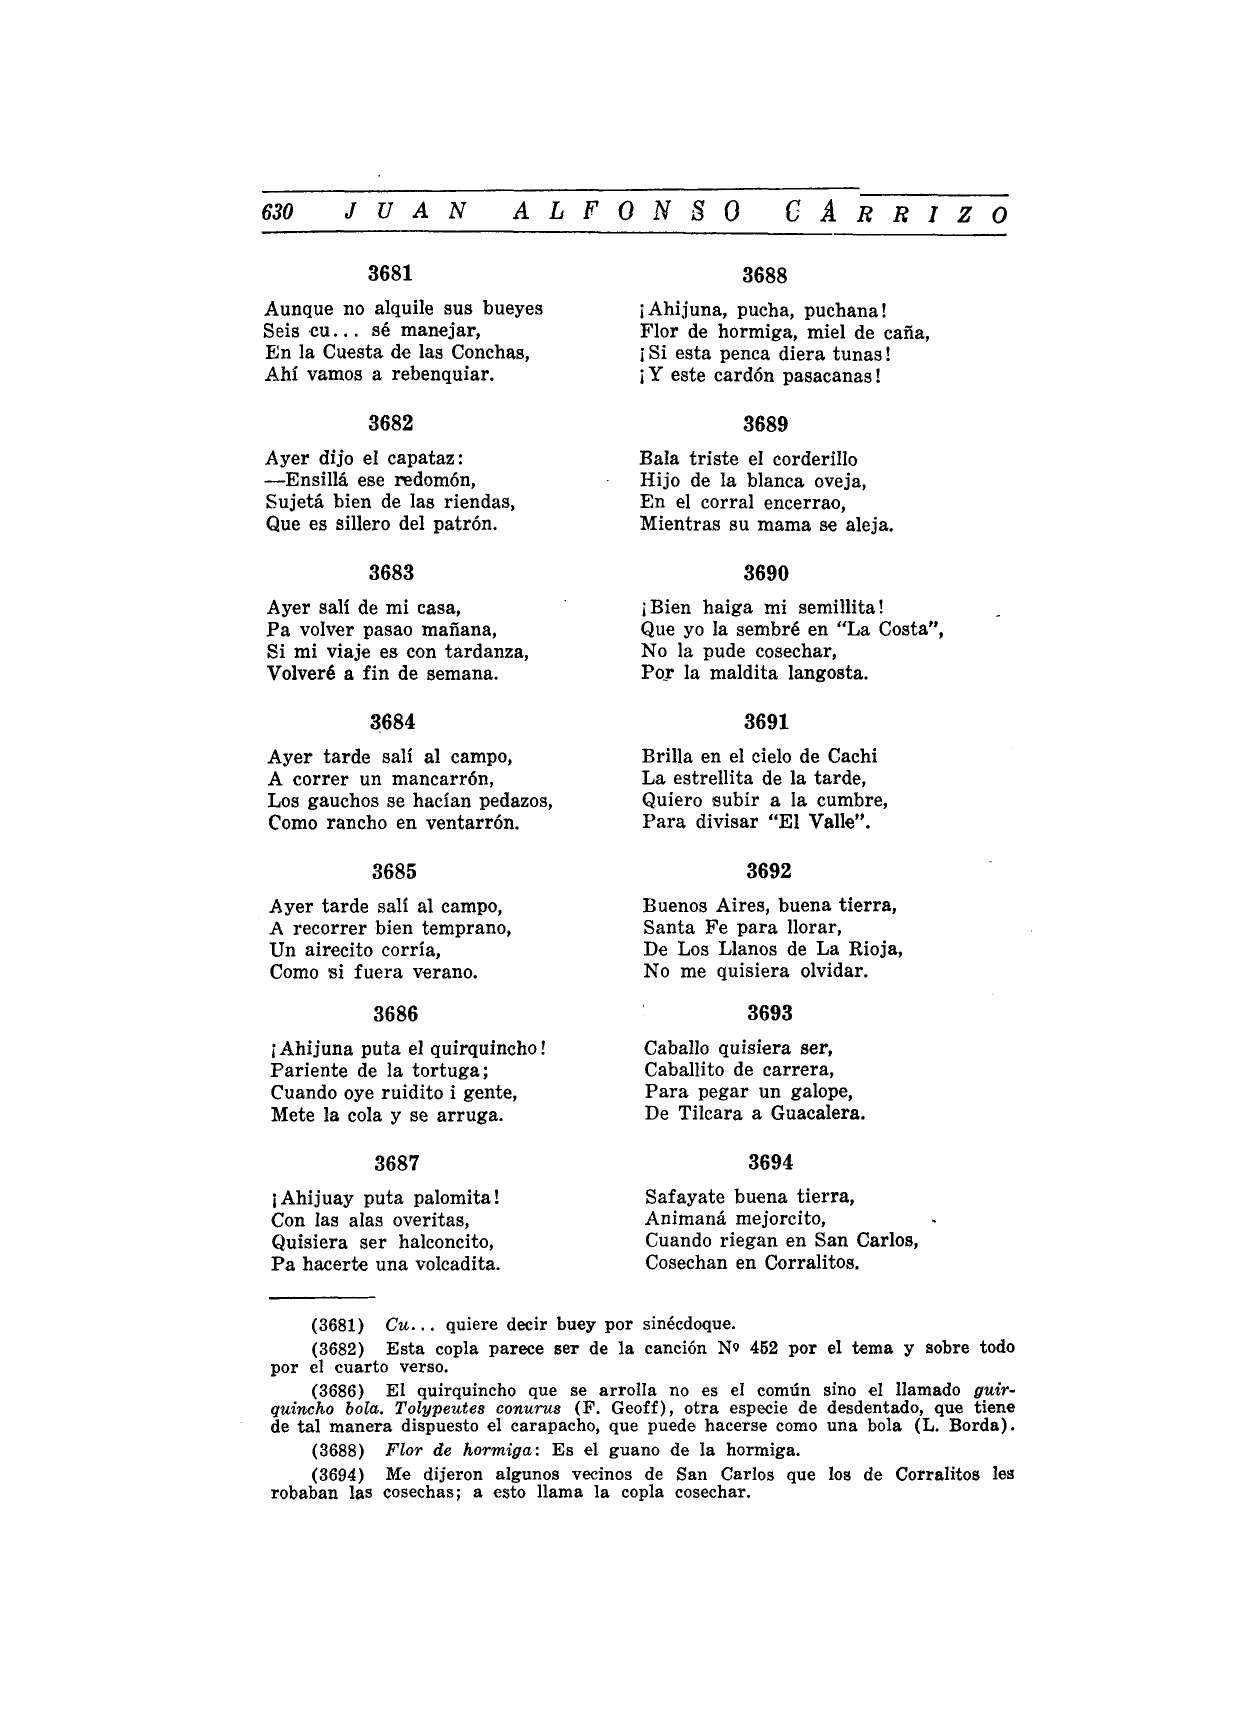 630 JUAN ALFONSO CARRIZO
3681
Aunque no alquile sus bueyes
Seis cu... sé manejar,
En la Cuesta de las Conchas,
Ahí vamos a rebenquiar.
3682
Ayer dijo el capataz:
—Ensillá ese redomón,
Sujetá bien de las riendas,
Que es sillero del patrón.
3683
Ayer salí de mi casa,
Pa volver pasao mañana,
Si mi viaje es con tardanza,
Volveré a fin de semana.
3684
Ayer tarde salí al campo,
A correr un mancarrón,
Los gauchos se hacían pedazos,
Como rancho en ventarrón.
3685
Ayer tarde salí al campo,
A recorrer bien temprano,
Un airecito corría,
Como si fuera verano.
3686
¡Ahijuna puta el quirquincho!
Pariente de la tortuga;
Cuando oye ruidito i gente,
Mete la cola y se arruga.
3687
¡Ahijuay puta palomita!
Con las alas overitas,
Quisiera ser halconcito,
Pa hacerte una volcadita.
3688
¡Ahijuna, pucha, puchana!
Flor de hormiga, miel de caña,
¡Si esta penca diera tunas!
¡Y este cardón pasacanas!
3689
Bala triste el corderillo
Hijo de la blanca oveja,
En el corral encerrao,
Mientras su mama se aleja.
3690
¡Bien haiga mi semillita!
Que yo la sembré en “La Costa”,
No la pude cosechar,
Por la maldita langosta.
3691
Brilla en el cielo de Cachi
La estrellita de la tarde,
Quiero subir a la cumbre,
Para divisar “El Valle”.
3692
Buenos Aires, buena tierra,
Santa Fe para llorar,
De Los Llanos de La Rioja,
No me quisiera olvidar.
3693
Caballo quisiera ser,
Caballito de carrera,
Para pegar un galope,
De Tilcara a Guacalera.
3694
Safayate buena tierra,
Animaná mejorcito,
Cuando riegan en San Carlos,
Cosechan en Corralitos.
(3681) Cu... quiere decir buey por sinécdoque.
(3682) Esta copla parece ser de la canción Nº 452 por el tema y sobre todo
por el cuarto verso.
(3686) El quirquincho que se arrolla no es el común sino el llamado guir-
quincho bola. Tolypeutes conurus (F. Geoff), otra especie de desdentado, que tiene
de tal manera dispuesto el carapacho, que puede hacerse como una bola (L. Borda).
(3688) Flor de hormiga: Es el guano de la hormiga.
(3694) Me dijeron algunos vecinos de San Carlos que los de Corralitos les
robaban las cosechas; a esto llama la copla cosechar.